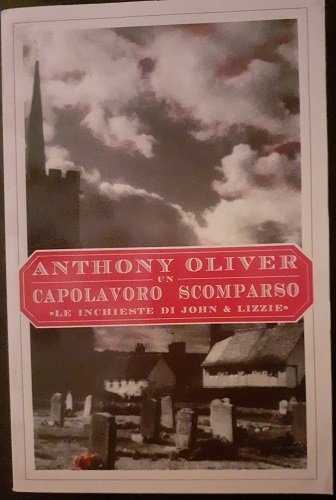 ANTHONY OLIVER
UN
CAPOLAVORO SCOMPARSO
«LE INCHIESTE DI JOHN & LIZZIE»